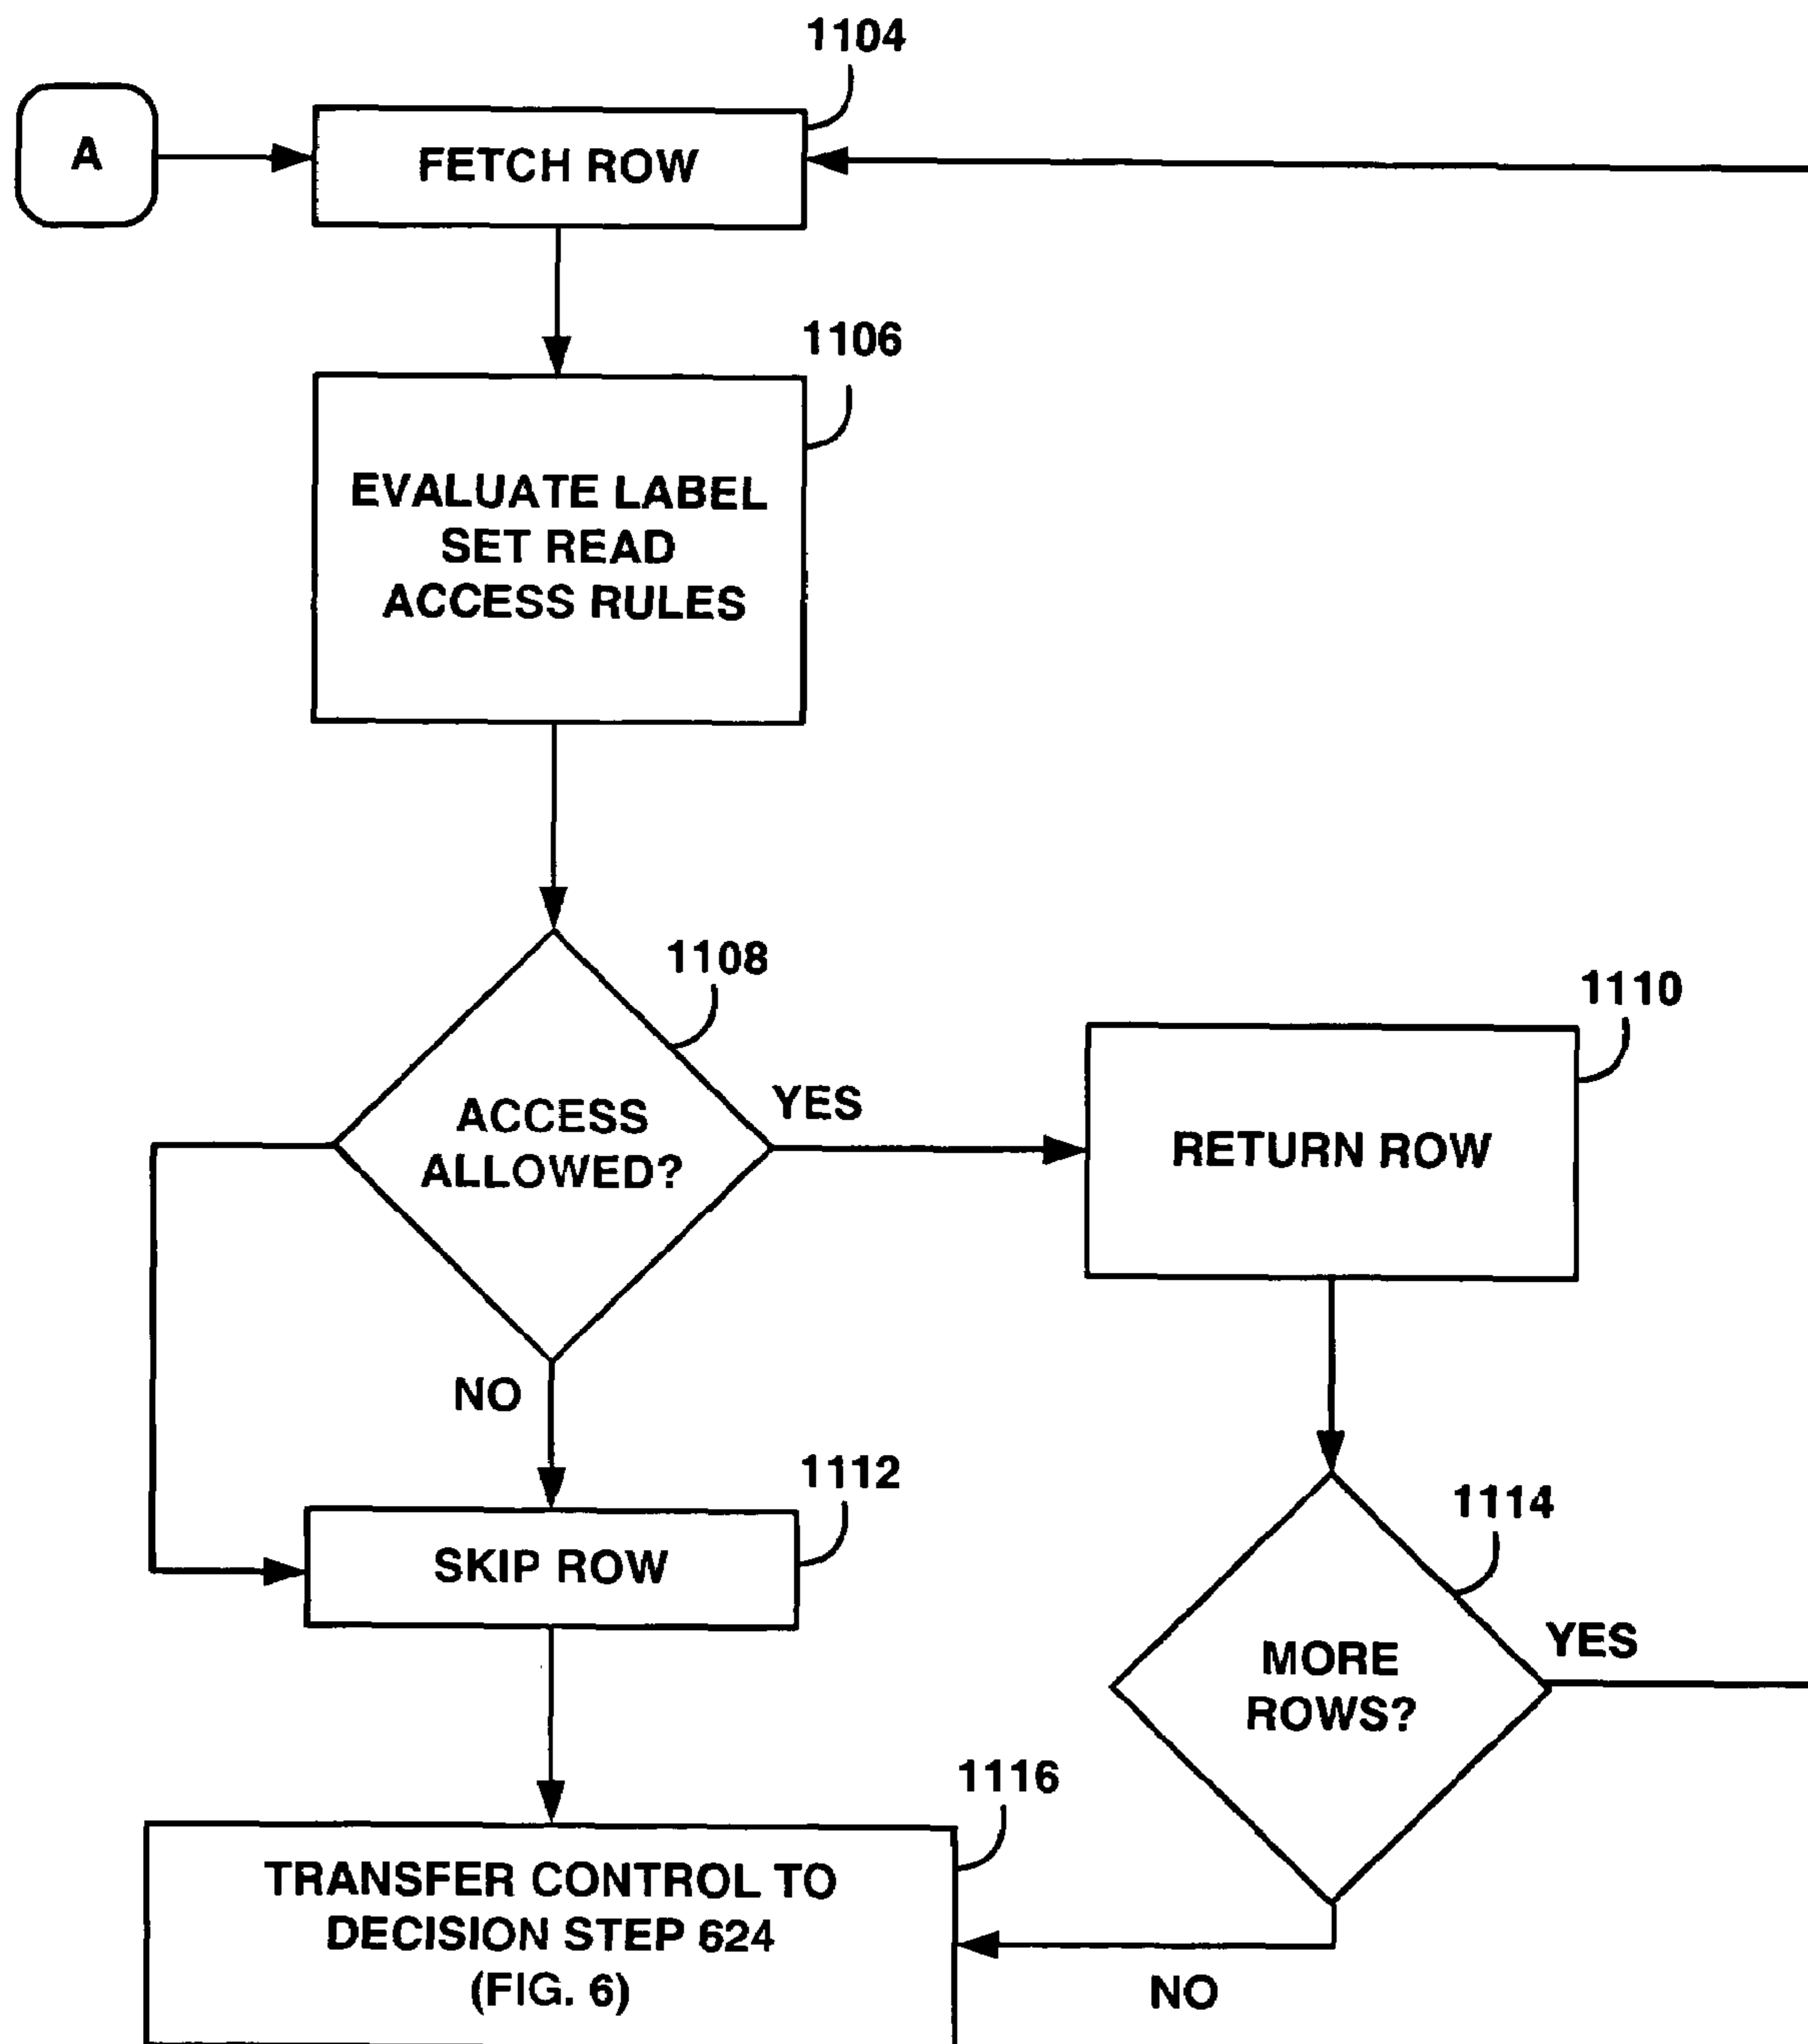 1104
A
FETCH ROW
1106
EVALUATE LABEL
SET READ
ACCESS RULES
1108
ACCESS
ALLOWED?
YES
1110
RETURN ROW
NO
1112
SKIP ROW
1114
MORE
ROWS?
YES
1116
TRANSFER CONTROL TO
DECISION STEP 624
(FIG. 6)
NO